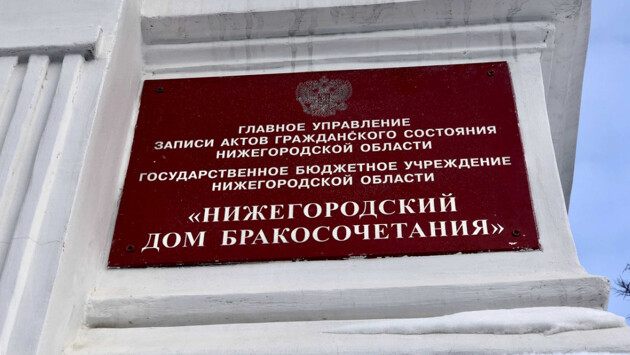 ГЛАВНОЕ УПРАВЛЕНИЕ
ЗАПИСИ АКТОВ ГРАЖДАНСКОГО СОСТОЯНИЯ
НИЖЕГОРОДСКОЙ ОБЛАСТИ
ГОСУДАРСТВЕННОЕ БЮДЖЕТНОЕ УЧРЕЖДЕНИЕ
НИЖЕГОРОДСКОЙ ОБЛАСТИ
«НИЖЕГОРОДСКИЙ
ДОМ БРАКОСОЧЕТАНИЯ»